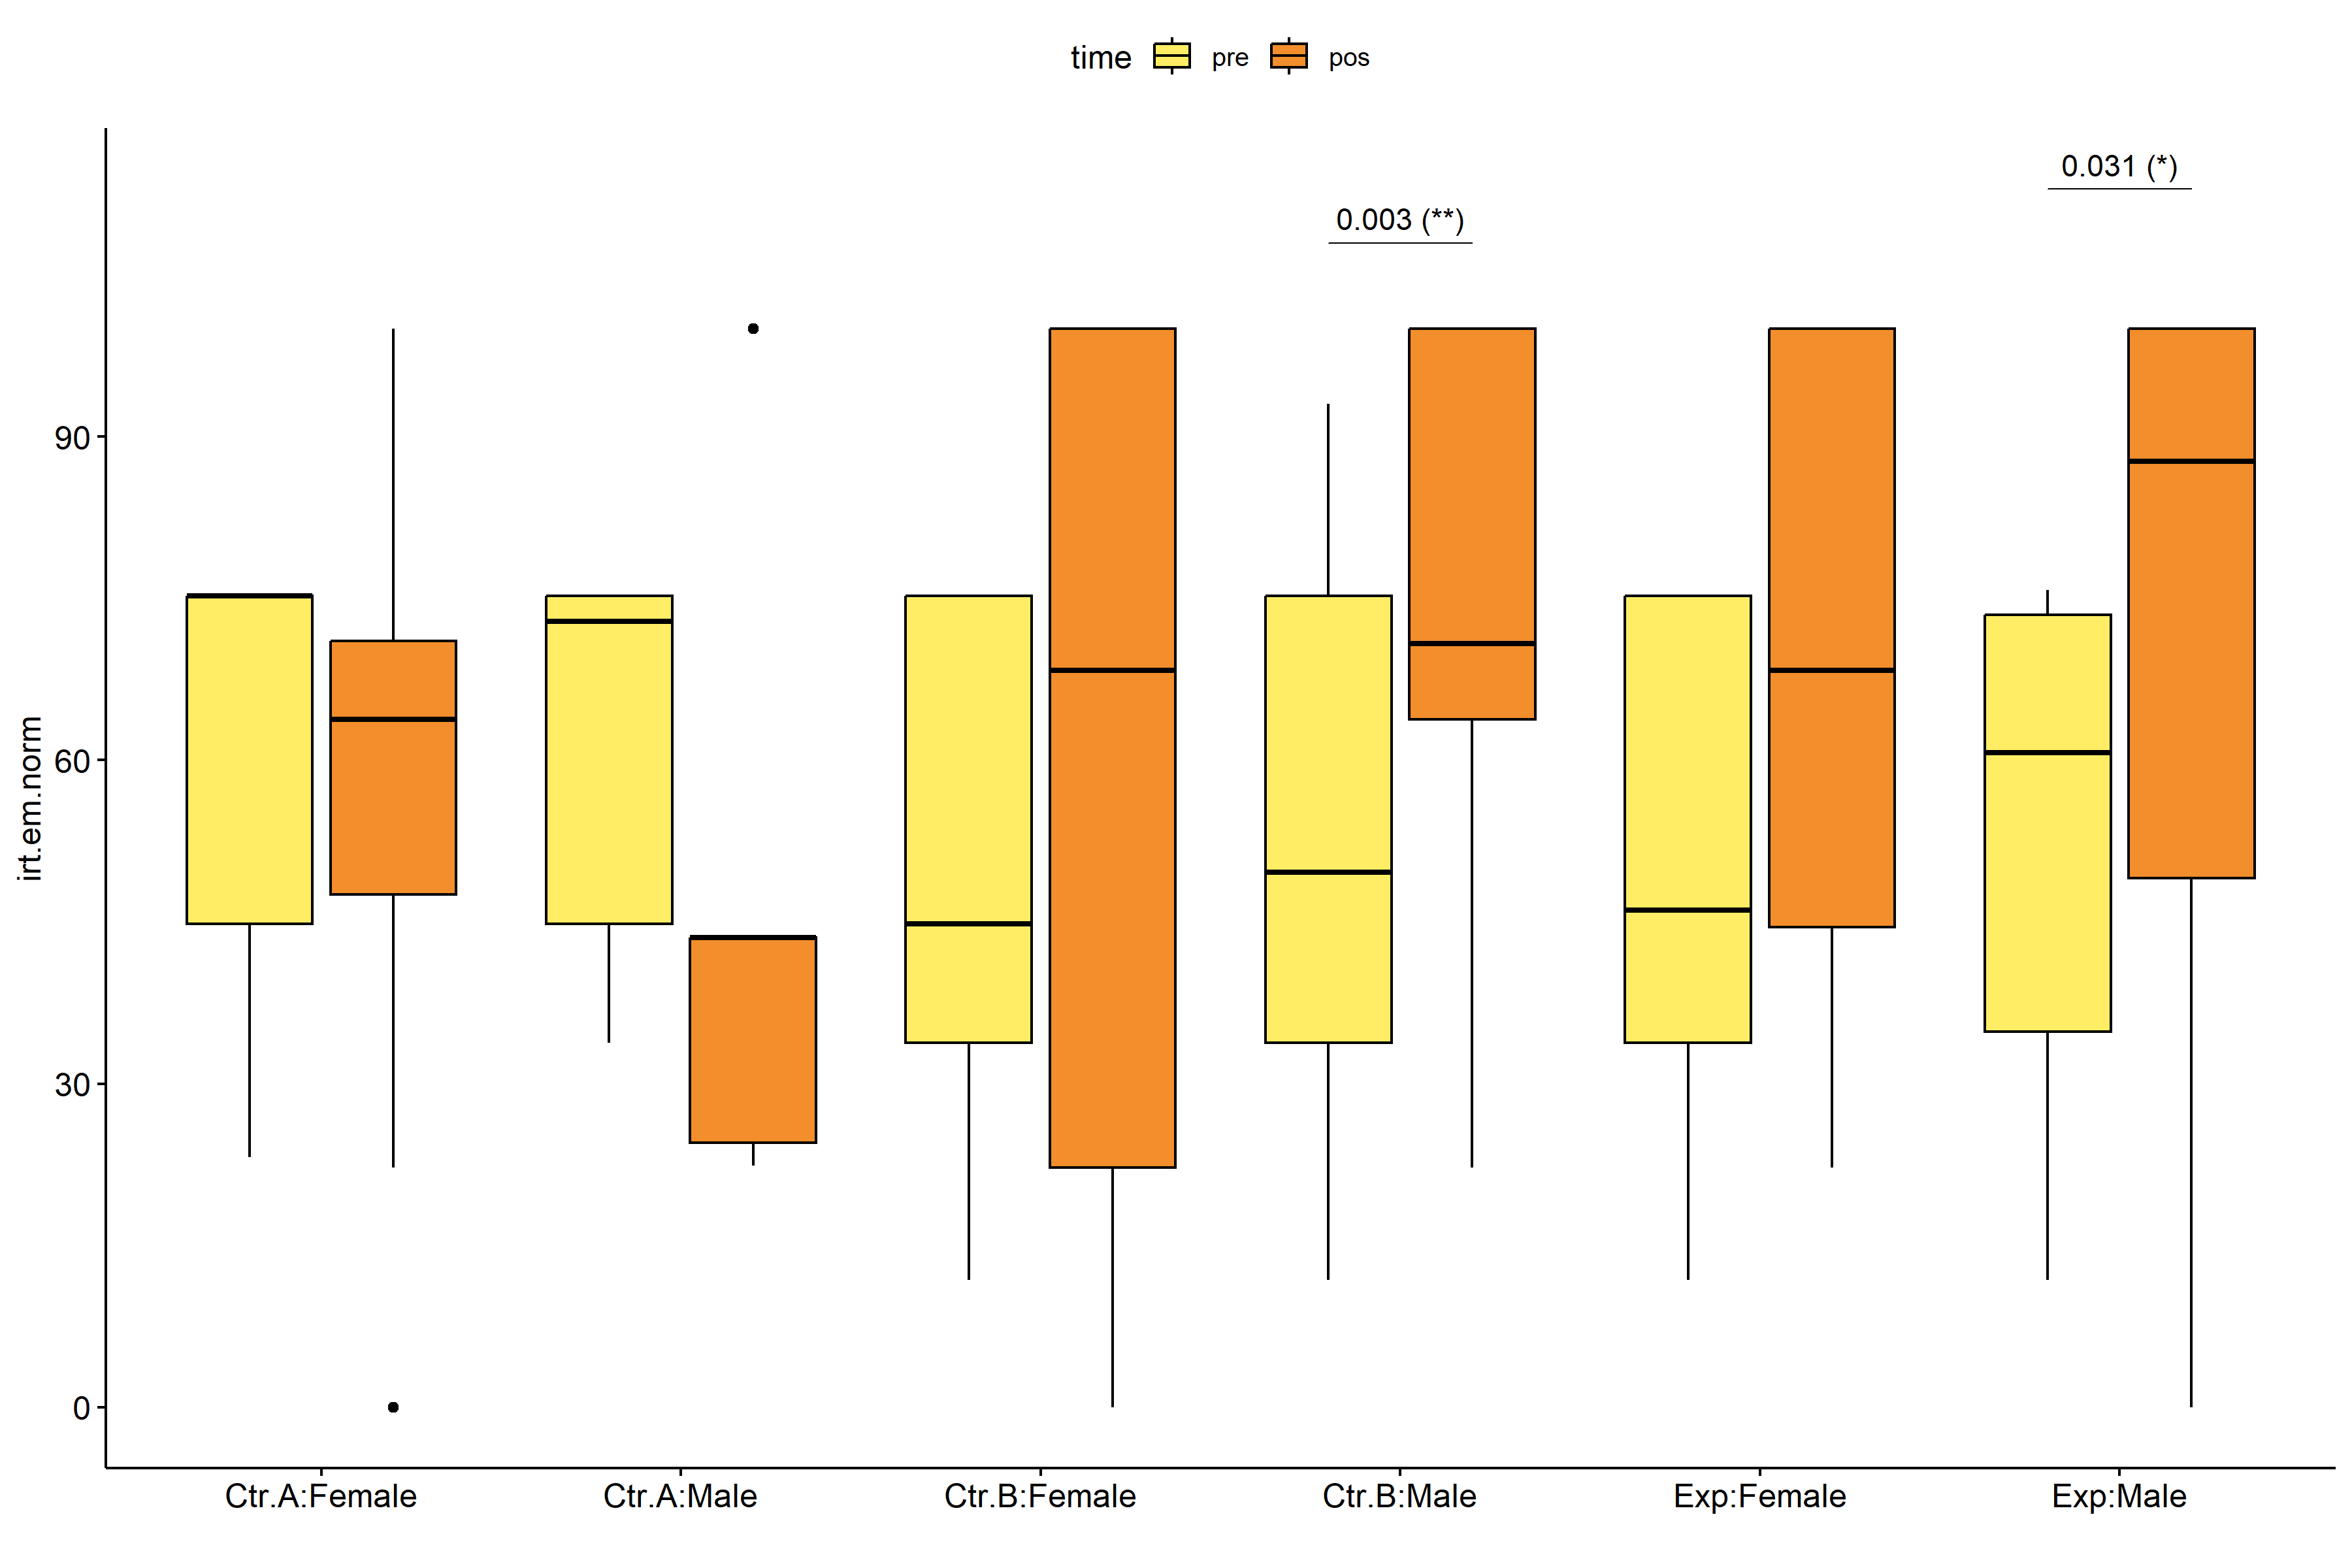 time pre pos
0.031 (*)
0.003 (**)
irt.em.norm
90
60
30
0
Ctr.A:Female Ctr.A:Male Ctr.B:Female Ctr.B:Male Exp:Female Exp:Male